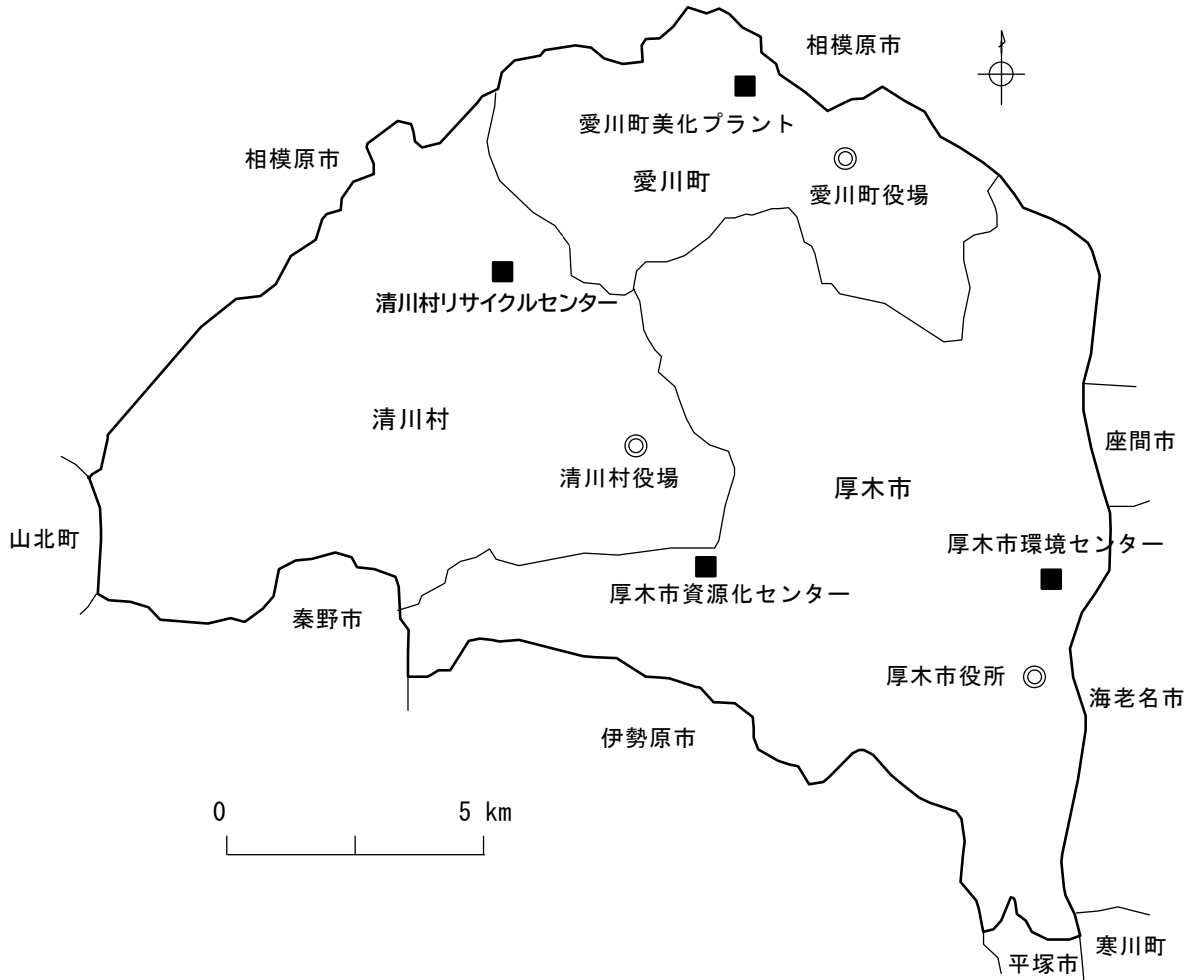 相模原市
愛川町美化プラント
相模原市
愛川町
愛川町役場
清川村リサイクルセンター
清川村
座間市
清川村役場
厚木市
山北町
厚木市環境センター
厚木市資源化センター
秦野市
厚木市役所
海老名市
伊勢原市
0 5 km
寒川町
平塚市